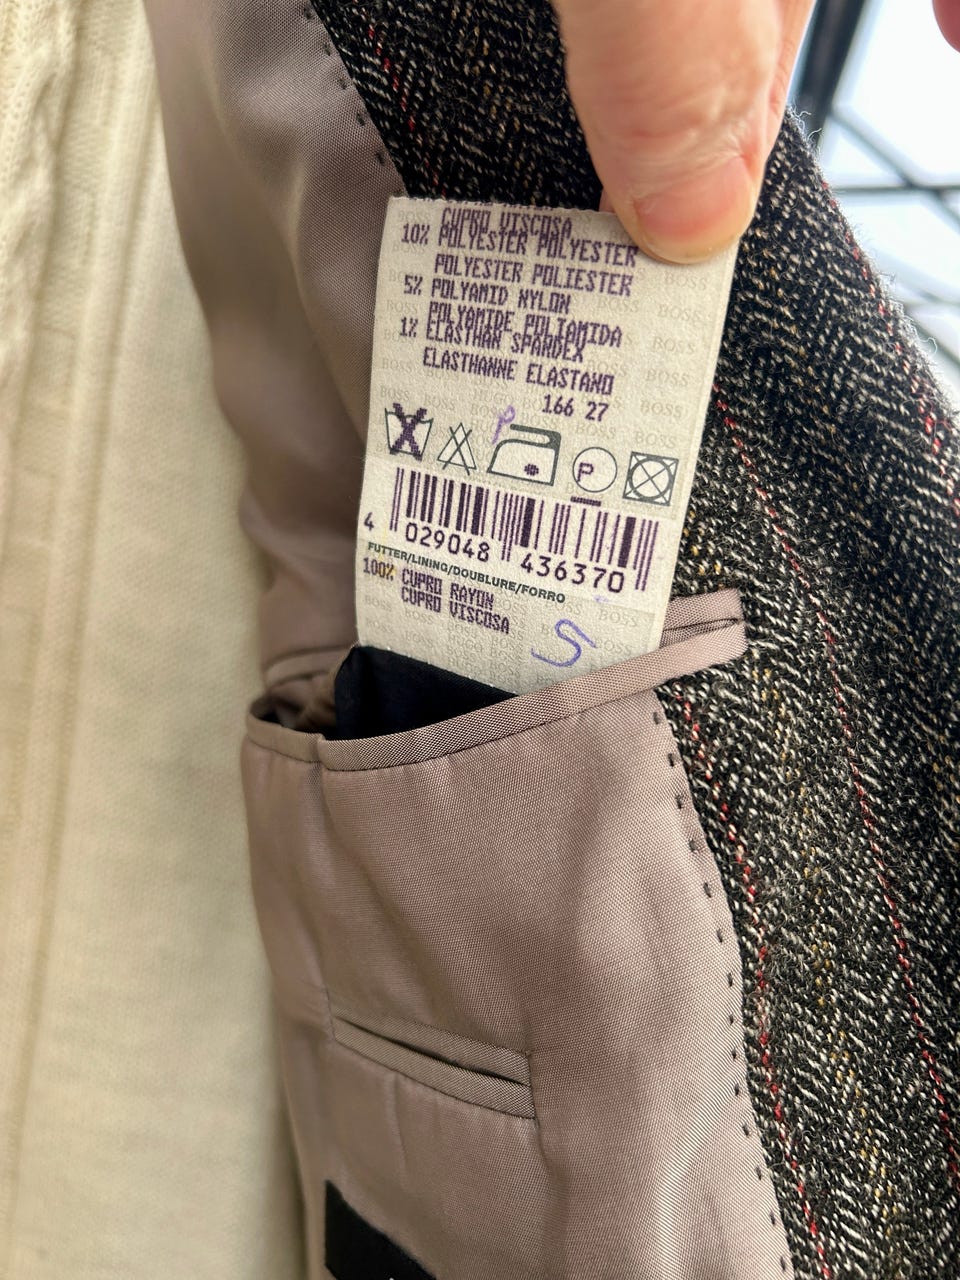 CUPRO VISCOSA
10% POLYESTER POLYESTER
POLYESTER POLIESTER
5% POLYAMID NYLON
POLYAMIDE POLIAMIDA
1% ELASTHAN SPANDEX
ELASTHANNE ELASTANO
166 27
P
P
4 029048 436370
FUTTER/LINING/DOUBLURE/FORRO
100% CUPRO RAYON
CUPRO VISCOSA
S